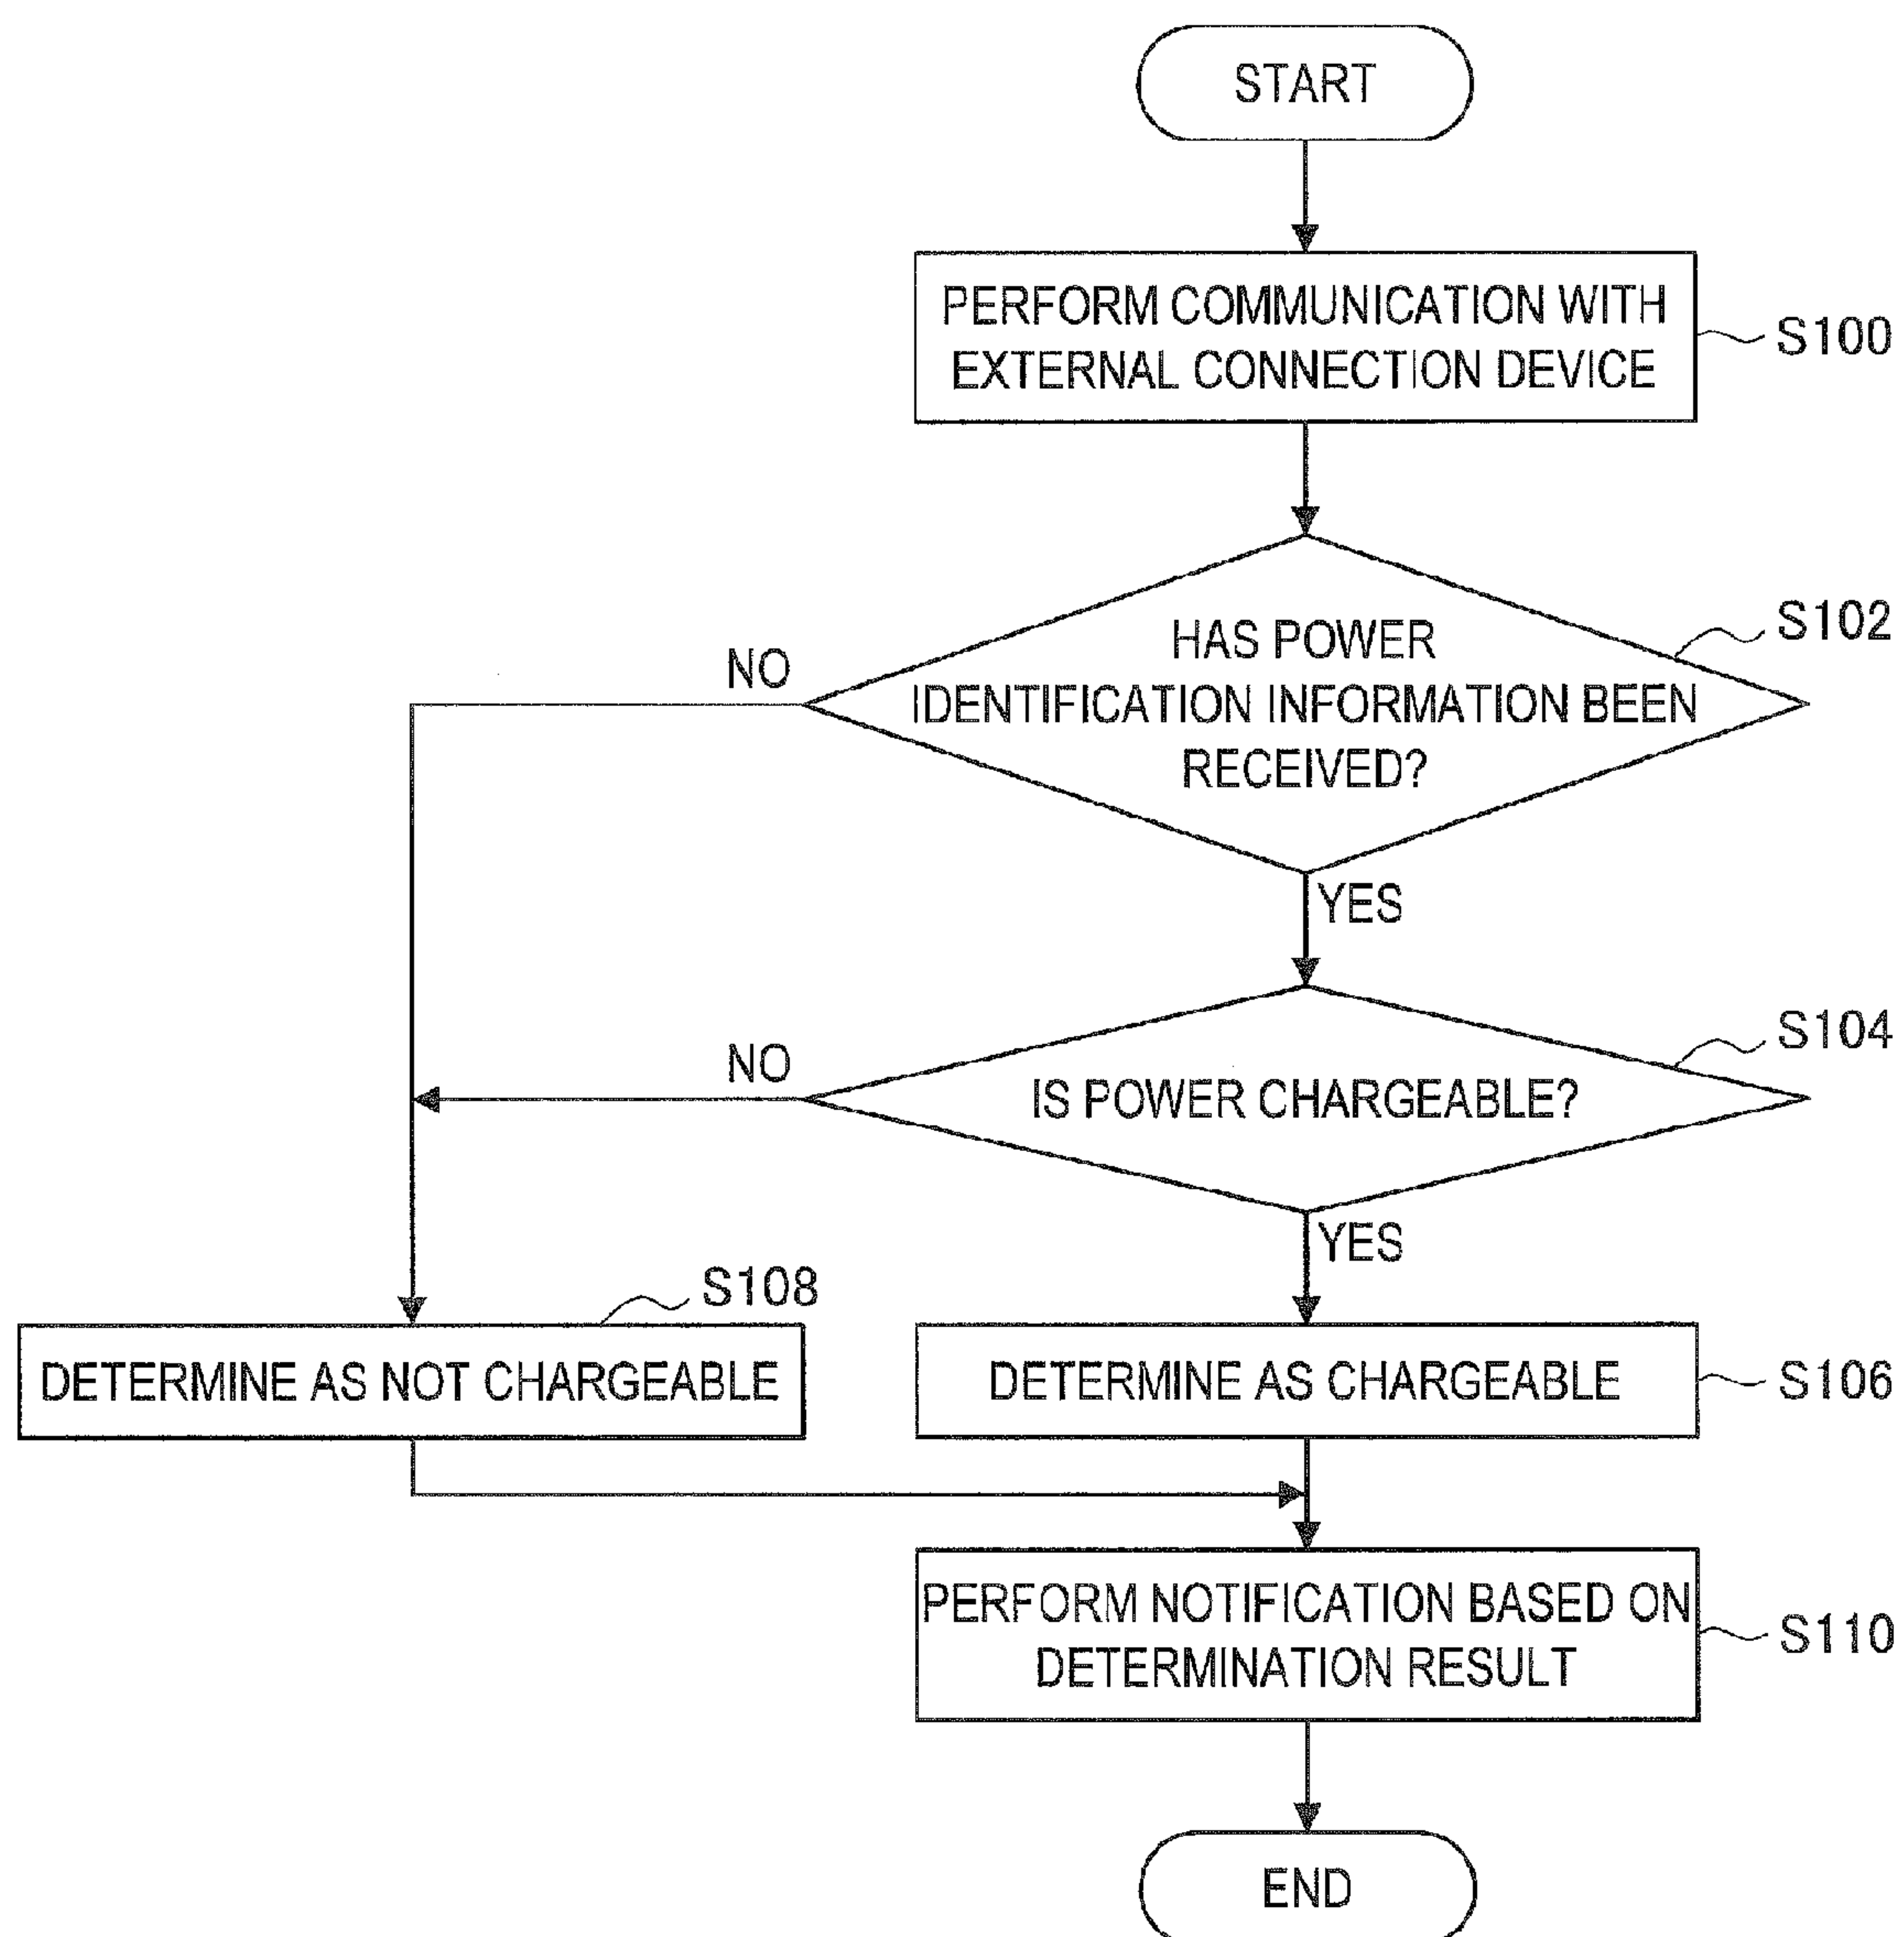 START
PERFORM COMMUNICATION WITH
EXTERNAL CONNECTION DEVICE
S100
HAS POWER
IDENTIFICATION INFORMATION BEEN
RECEIVED?
S102
NO
YES
IS POWER CHARGEABLE?
S104
NO
YES
S108
DETERMINE AS NOT CHARGEABLE
DETERMINE AS CHARGEABLE
S106
PERFORM NOTIFICATION BASED ON
DETERMINATION RESULT
S110
END